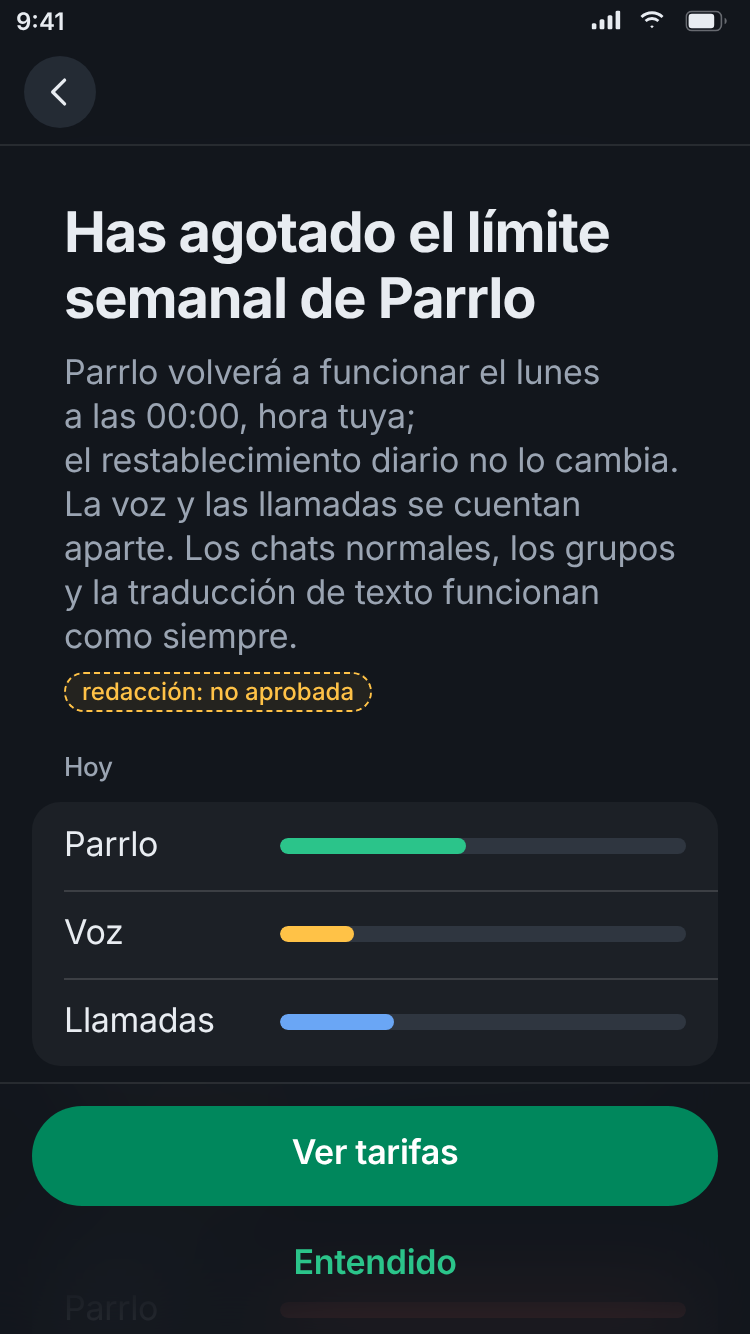 9:41
Has agotado el límite
semanal de Parrlo
Parrlo volverá a funcionar el lunes
a las 00:00, hora tuya;
el restablecimiento diario no lo cambia.
La voz y las llamadas se cuentan
aparte. Los chats normales, los grupos
y la traducción de texto funcionan
como siempre.
redacción: no aprobada
Hoy
Parrlo
Voz
Llamadas
Ver tarifas
Entendido
Parrlo